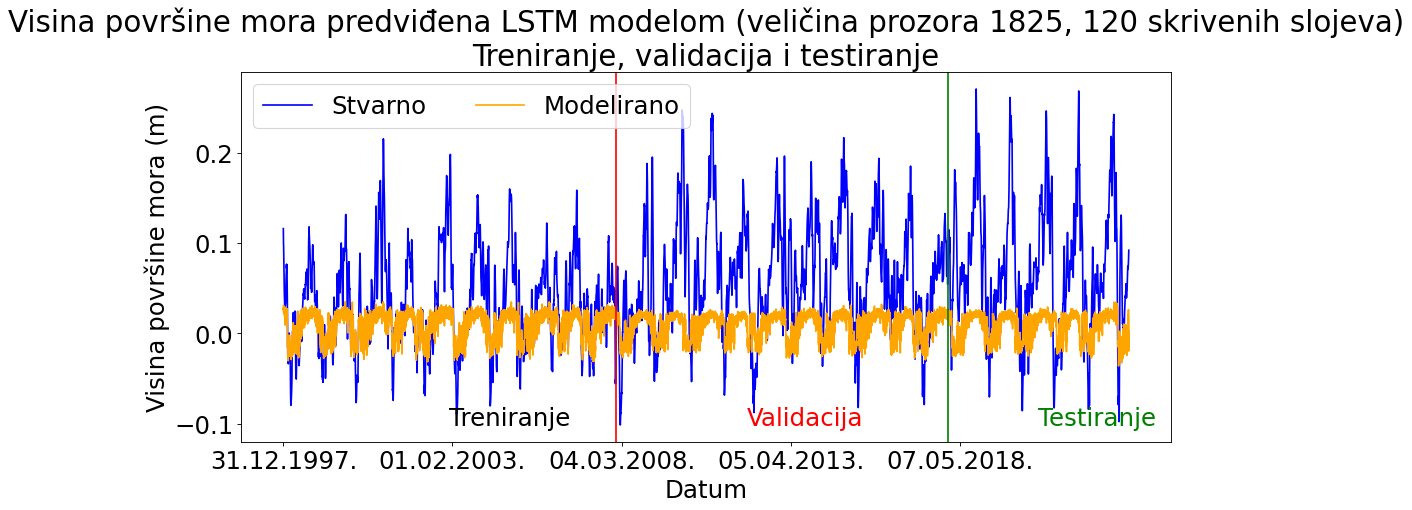 Visina površine mora predviđena LSTM modelom (veličina prozora 1825, 120 skrivenih slojeva)
Treniranje, validacija i testiranje
Stvarno Modelirano
Visina površine mora (m)
0.2
0.1
0.0
−0.1
Treniranje Validacija Testiranje
31.12.1997. 01.02.2003. 04.03.2008. 05.04.2013. 07.05.2018.
Datum